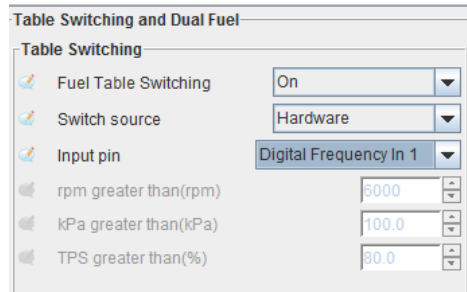 Table Switching and Dual Fuel
Table Switching
Fuel Table Switching On
Switch source Hardware
Input pin Digital Frequency In 1
rpm greater than(rpm) 6000
kPa greater than(kPa) 100.0
TPS greater than(%) 80.0